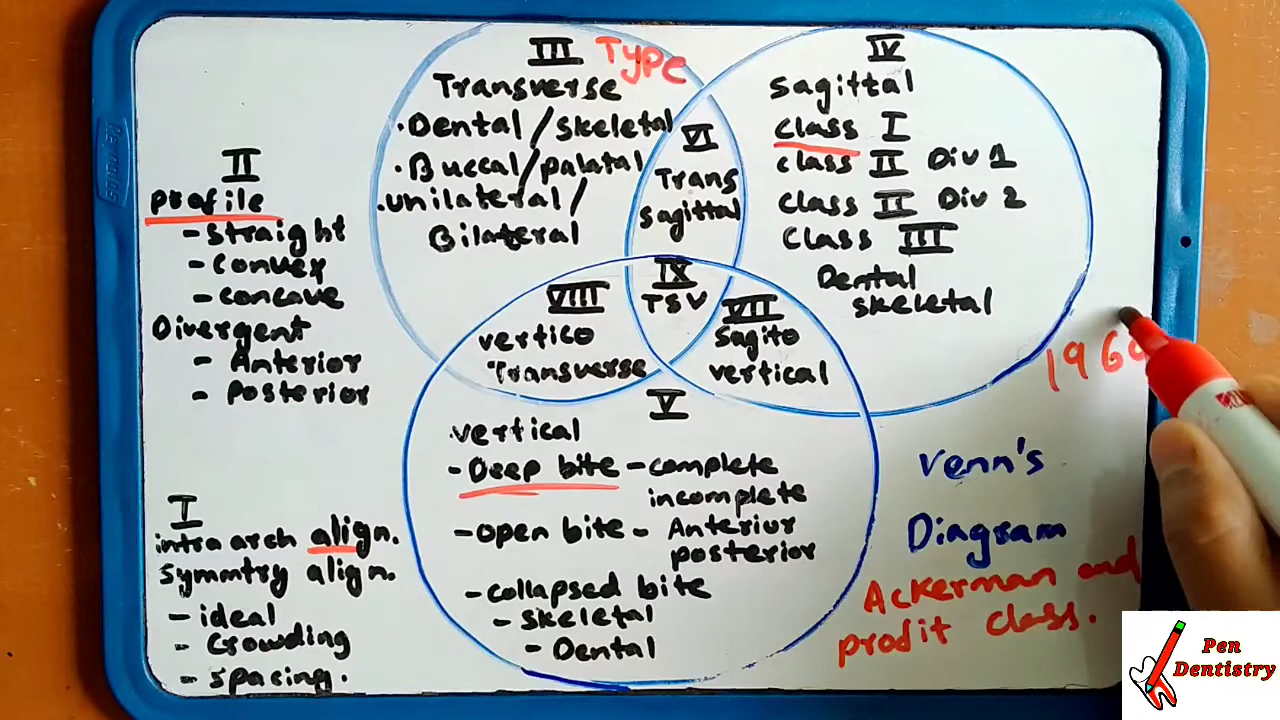 III
TYPE
Transverse
.Dental / skeletal
.Buccal / palatal
.unilateral /
Bilateral
IV
Sagittal
class I
class II Div 1
class II Div 2
Class III
Dental
skeletal
VI
Trans
sagittal
II
profile
- straight
- convex
- concave
Divergent
- Anterior
- Posterior
IX
TSV
VIII
vertico
Transverse
VII
Sagito
vertical
V
.vertical
- Deep bite - complete
incomplete
- open bite - Anterior
posterior
- collapsed bite
- skeletal
- Dental
I
intra arch align.
symmtry align.
- ideal
- crowding
- spacing.
Venn's
Diagram
Ackerman and
profit class.
Pen
Dentistry